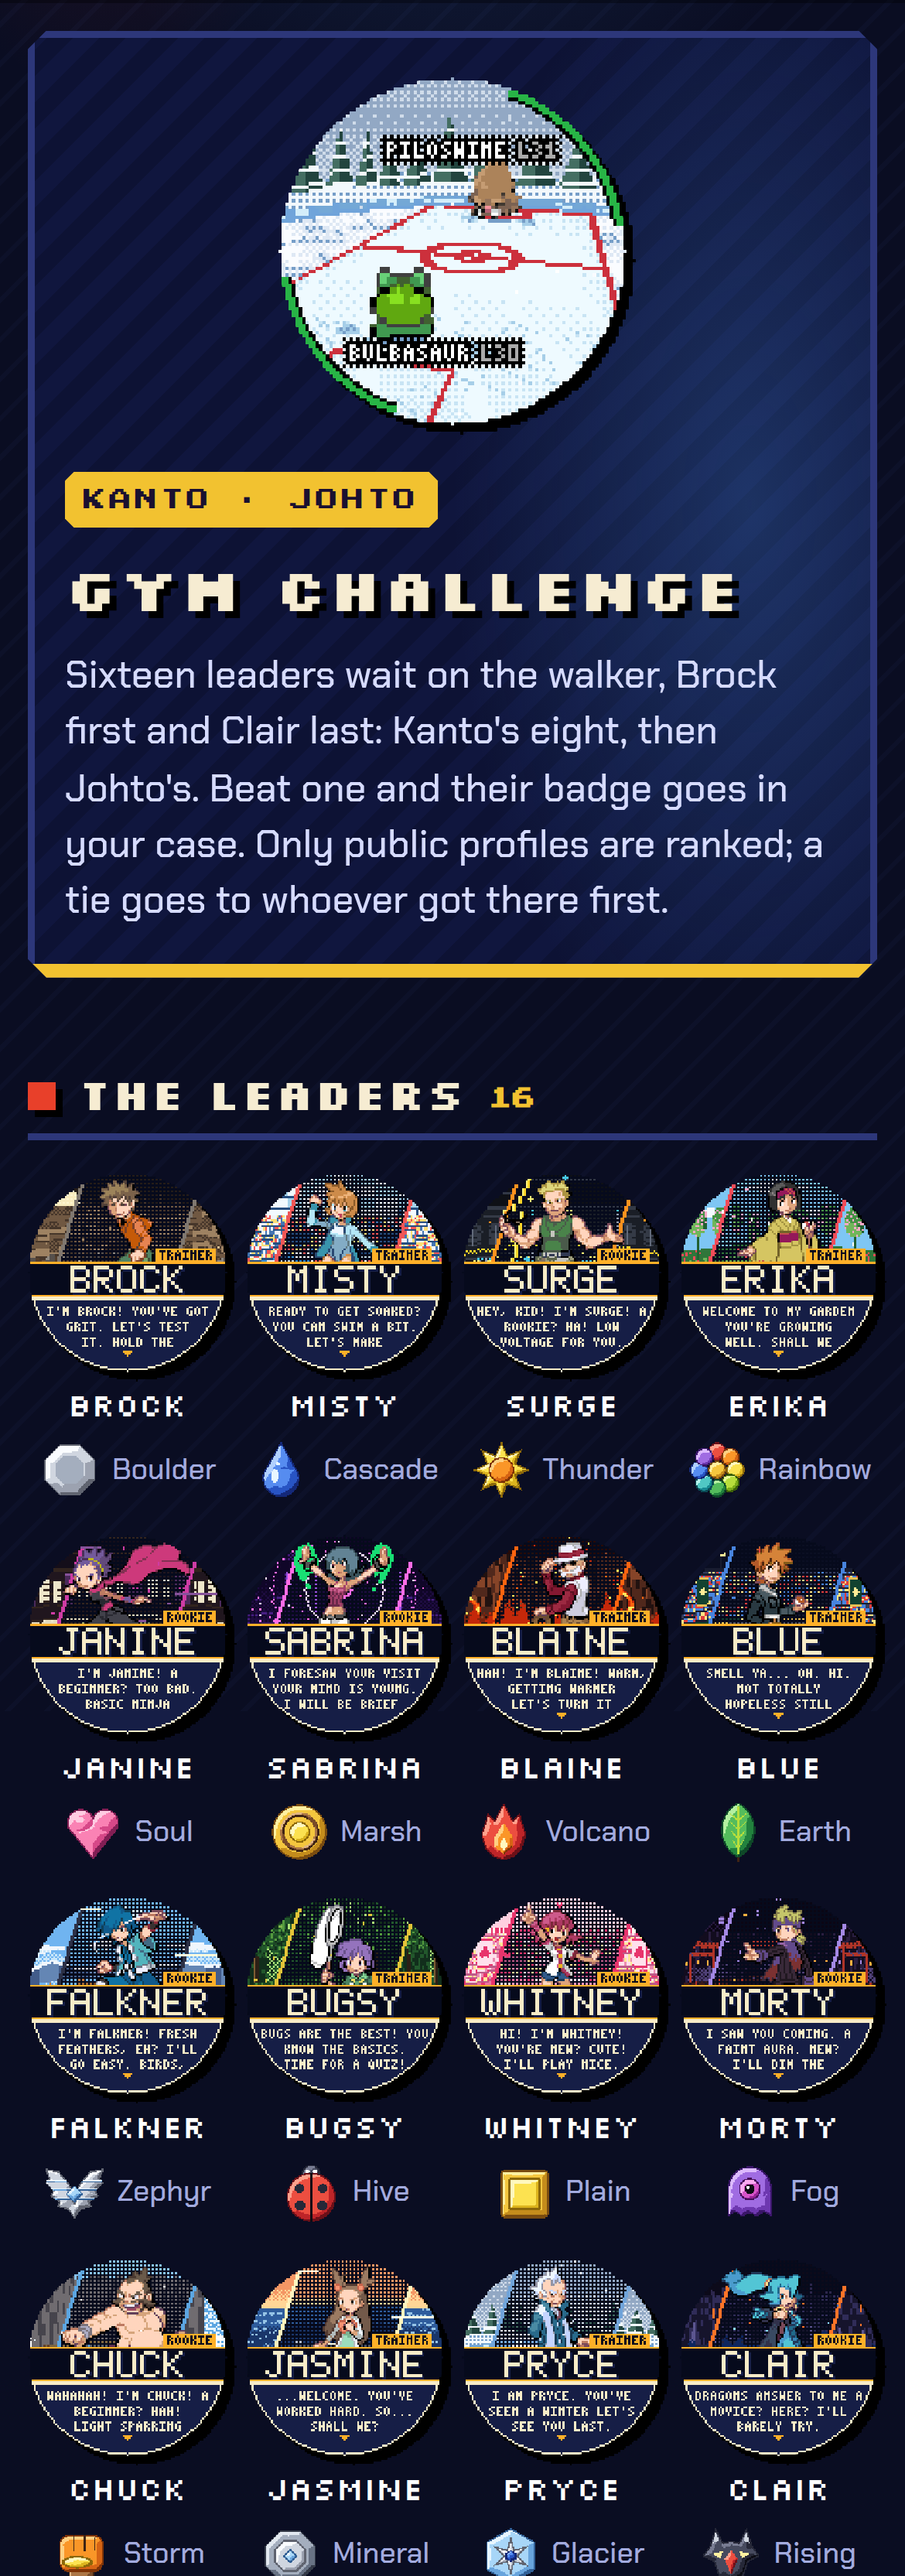 PILOSWINE L31
BULBASAUR L30
KANTO · JOHTO
GYM CHALLENGE
Sixteen leaders wait on the walker, Brock
first and Clair last: Kanto's eight, then
Johto's. Beat one and their badge goes in
your case. Only public profiles are ranked; a
tie goes to whoever got there first.
THE LEADERS 16
TRAINER
BROCK
I'M BROCK! YOU'VE GOT
GRIT. LET'S TEST
IT. HOLD THE
BROCK
Boulder
TRAINER
MISTY
READY TO GET SOAKED?
YOU CAN SWIM A BIT.
LET'S MAKE
MISTY
Cascade
ROOKIE
SURGE
HEY, KID! I'M SURGE! A
ROOKIE? HA! LOW
VOLTAGE FOR YOU.
SURGE
Thunder
TRAINER
ERIKA
WELCOME TO MY GARDEN
YOU'RE GROWING
WELL. SHALL WE
ERIKA
Rainbow
ROOKIE
JANINE
I'M JANINE! A
BEGINNER? TOO BAD.
BASIC NINJA
JANINE
Soul
ROOKIE
SABRINA
I FORESAW YOUR VISIT
YOUR MIND IS YOUNG.
I WILL BE BRIEF
SABRINA
Marsh
TRAINER
BLAINE
HAH! I'M BLAINE! WARM,
GETTING WARMER
LET'S TURN IT
BLAINE
Volcano
TRAINER
BLUE
SMELL YA... OH. HI.
NOT TOTALLY
HOPELESS STILL
BLUE
Earth
ROOKIE
FALKNER
I'M FALKNER! FRESH
FEATHERS, EH? I'LL
GO EASY. BIRDS,
FALKNER
Zephyr
TRAINER
BUGSY
BUGS ARE THE BEST! YOU
KNOW THE BASICS.
TIME FOR A QUIZ!
BUGSY
Hive
ROOKIE
WHITNEY
HI! I'M WHITNEY!
YOU'RE NEW? CUTE!
I'LL PLAY NICE.
WHITNEY
Plain
ROOKIE
MORTY
I SAW YOU COMING. A
FAINT AURA. NEW?
I'LL DIM THE
MORTY
Fog
ROOKIE
CHUCK
WAHAHAH! I'M CHUCK! A
BEGINNER? HAH!
LIGHT SPARRING
CHUCK
Storm
TRAINER
JASMINE
...WELCOME. YOU'VE
WORKED HARD. SO...
SHALL WE?
JASMINE
Mineral
TRAINER
PRYCE
I AM PRYCE. YOU'VE
SEEN A WINTER LET'S
SEE YOU LAST.
PRYCE
Glacier
ROOKIE
CLAIR
DRAGONS ANSWER TO ME A
NOVICE? HERE? I'LL
BARELY TRY.
CLAIR
Rising